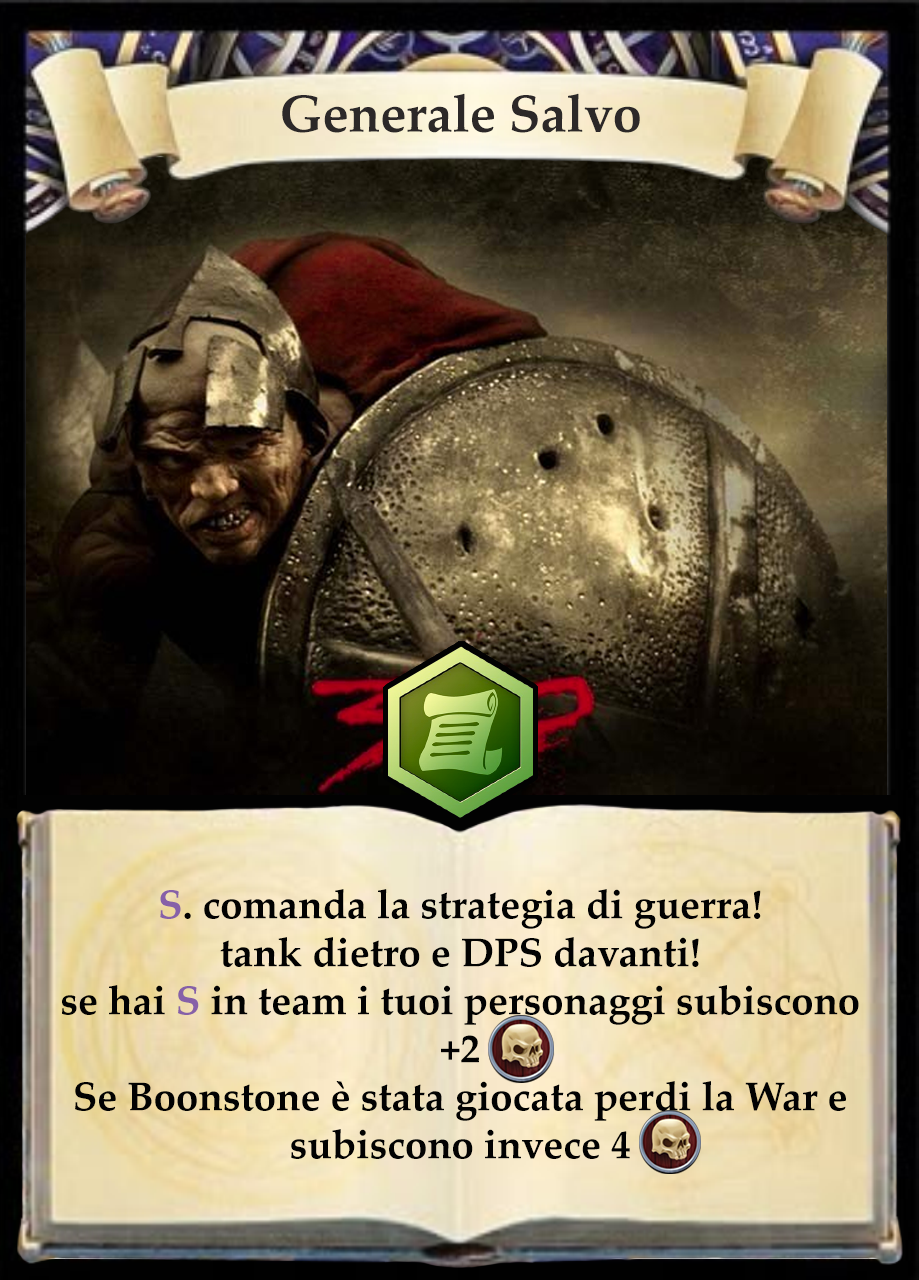 Generale Salvo
S. comanda la strategia di guerra!
tank dietro e DPS davanti!
se hai S in team i tuoi personaggi subiscono
+2
Se Boonstone è stata giocata perdi la War e
subiscono invece 4